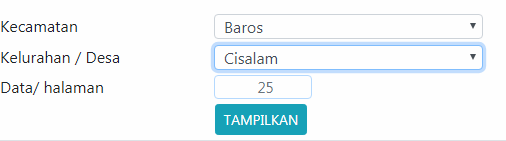 Kecamatan Baros
Kelurahan / Desa Cisalam
Data/ halaman 25
TAMPILKAN